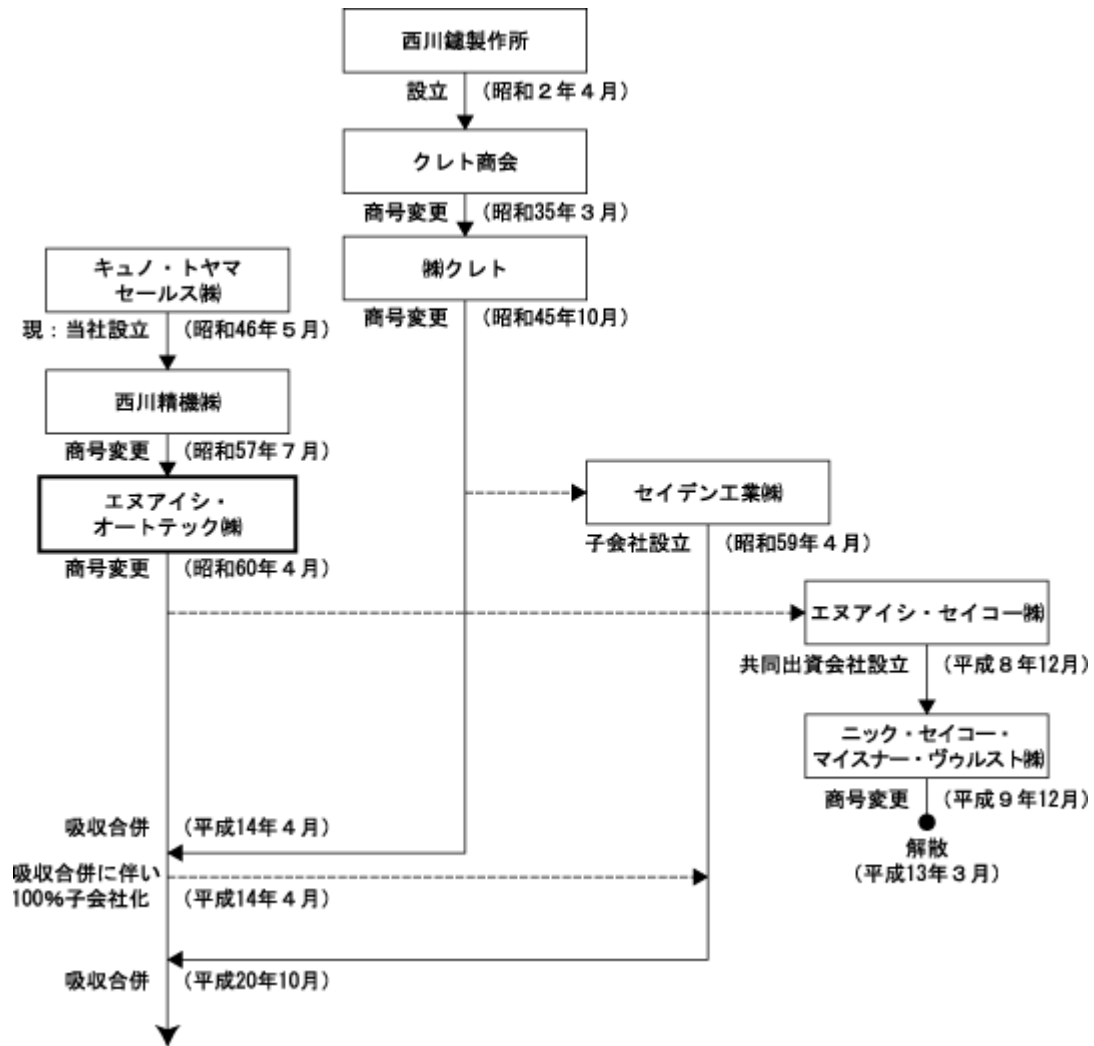 西川鑢製作所
設立 (昭和2年4月)
クレト商会
商号変更 (昭和35年3月)
㈱クレト
商号変更 (昭和45年10月)
キュノ・トヤマ
セールス㈱
現:当社設立 (昭和46年5月)
西川精機㈱
商号変更 (昭和57年7月)
エヌアイシ・
オートテック㈱
商号変更 (昭和60年4月)
セイデン工業㈱
子会社設立 (昭和59年4月)
エヌアイシ・セイコー㈱
共同出資会社設立 (平成8年12月)
ニック・セイコー・
マイスナー・ヴゥルスト㈱
商号変更 (平成9年12月)
解散
(平成13年3月)
吸収合併 (平成14年4月)
吸収合併に伴い
100%子会社化 (平成14年4月)
吸収合併 (平成20年10月)